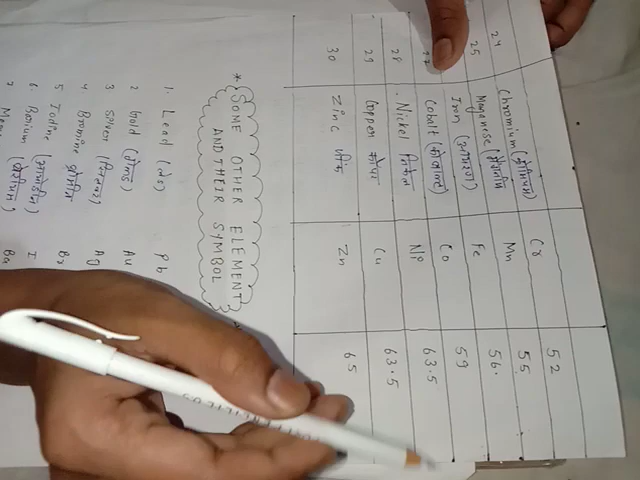 24 Chromium (क्रोमियम) Cr 52
25 Manganese (मैंगनीज Mn 55
Iron (आयरन) Fe 56.
27 Cobalt (कोबाल्ट) Co 59
28 Nickel निकेल Ni 63.5
29 Copper कॉपर Cu 63.5
30 Zinc जिंक Zn 65
* SOME OTHER ELEMENT
AND THEIR SYMBOL
1. Lead (लेड) Pb
2 Gold (गोल्ड) Au
3 Silver (सिल्वर) Ag
4 Bromine ब्रोमिन Br
5 Iodine (आयोडिन) I
6 Barium (बेरियम) Ba
7